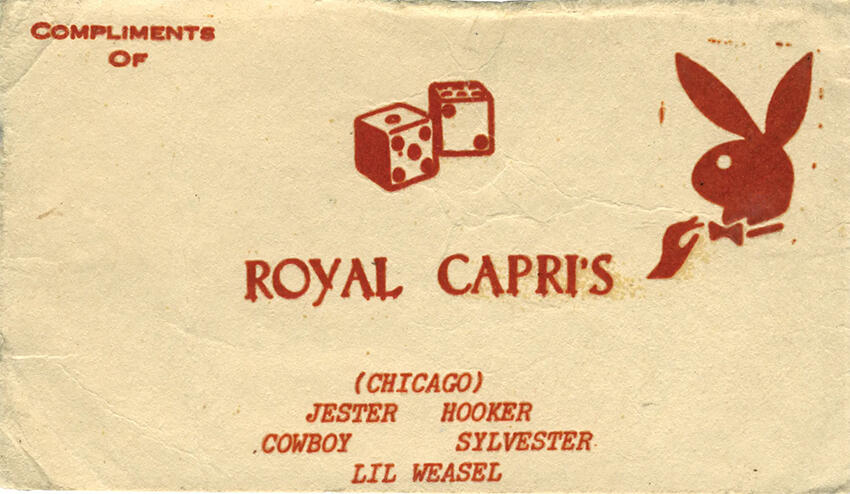 COMPLIMENTS
OF
ROYAL CAPRI'S
(CHICAGO)
JESTER HOOKER
COWBOY SYLVESTER
LIL WEASEL